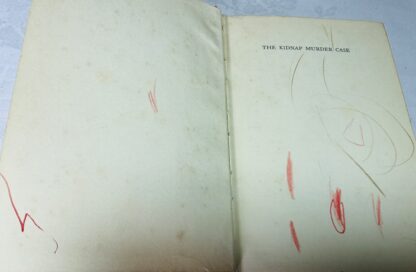 THE KIDNAP MURDER CASE